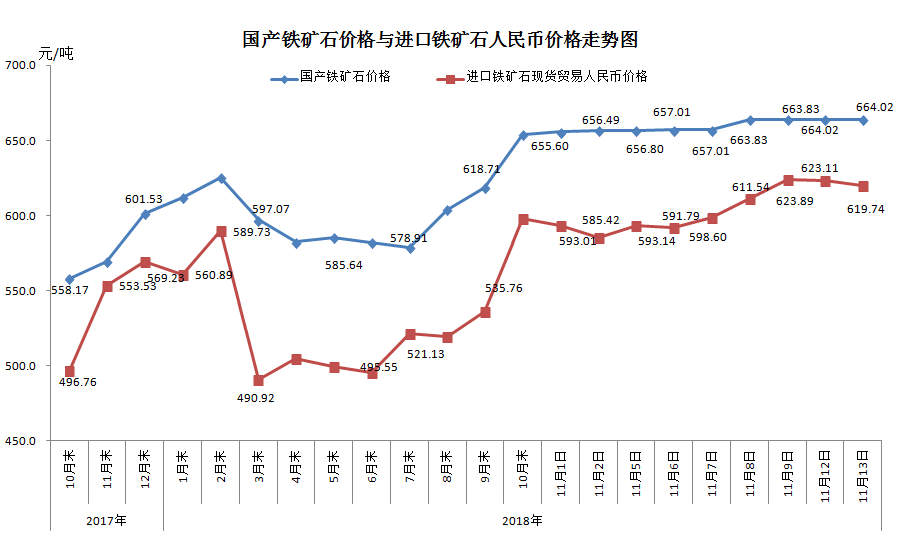 国产铁矿石价格与进口铁矿石人民币价格走势图
元/吨
国产铁矿石价格 进口铁矿石现货贸易人民币价格
700.0
650.0
600.0
550.0
500.0
450.0
558.17
601.53
597.07
585.64
578.91
618.71
655.60
656.49
656.80
657.01
657.01
663.83
663.83
664.02
664.02
496.76
553.53
569.23
560.89
589.73
490.92
495.55
521.13
535.76
593.01
585.42
593.14
591.79
598.60
611.54
623.89
623.11
619.74
10月末
11月末
12月末
1月末
2月末
3月末
4月末
5月末
6月末
7月末
8月末
9月末
10月末
11月1日
11月2日
11月5日
11月6日
11月7日
11月8日
11月9日
11月12日
11月13日
2017年 2018年